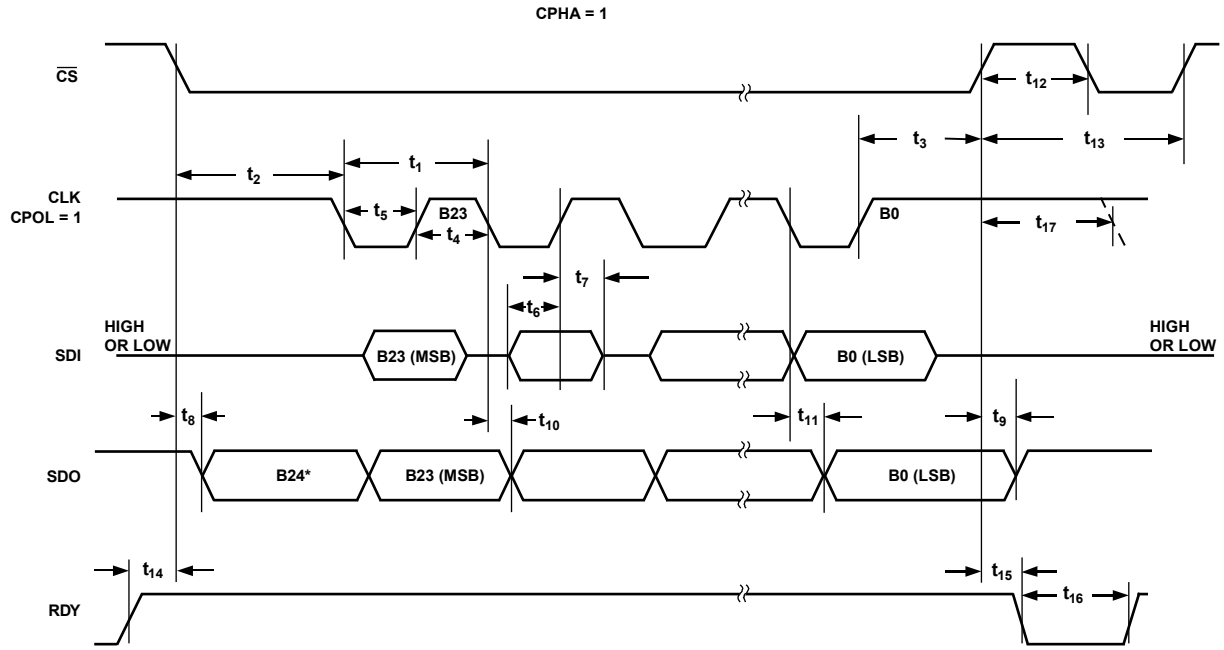 CPHA = 1
CS
t12
t3
t13
t1
t2
CLK
CPOL = 1
t5
B23
t4
B0
t17
t7
t6
HIGH
OR LOW
SDI
B23 (MSB)
B0 (LSB)
HIGH
OR LOW
t8
t10
t11
t9
SDO
B24*
B23 (MSB)
B0 (LSB)
t14
t15
t16
RDY